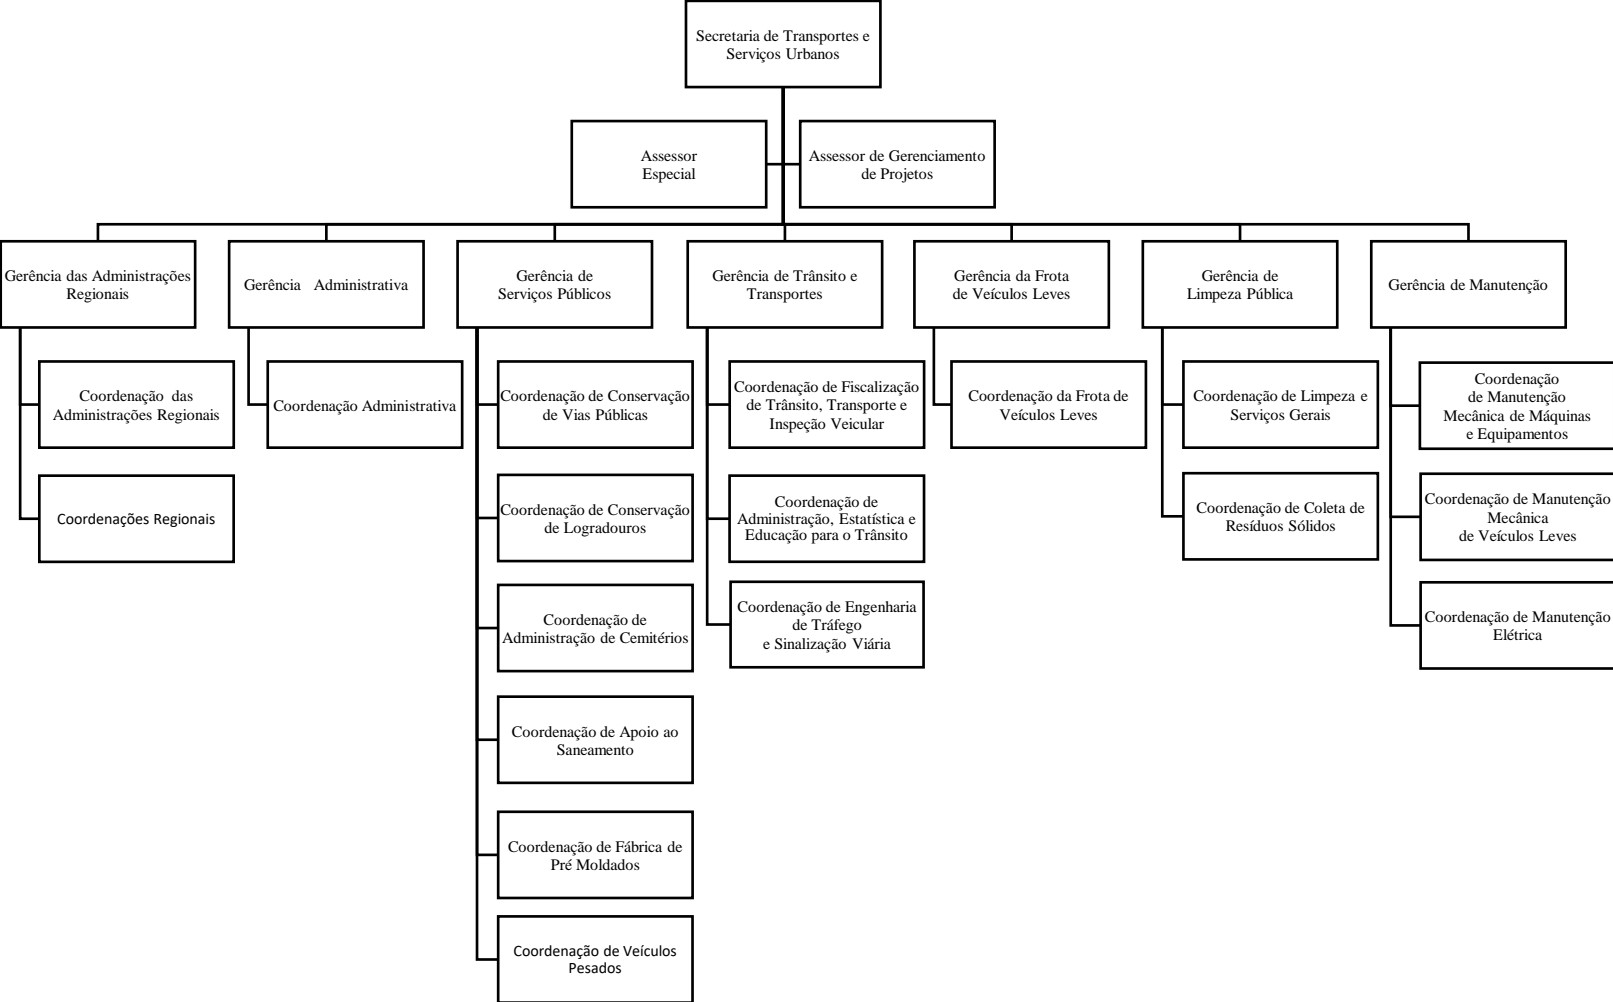 Secretaria de Transportes e
Serviços Urbanos
Assessor
Especial
Assessor de Gerenciamento
de Projetos
Gerência das Administrações
Regionais
Gerência Administrativa
Gerência de
Serviços Públicos
Gerência de Trânsito e
Transportes
Gerência da Frota
de Veículos Leves
Gerência de
Limpeza Pública
Gerência de Manutenção
Coordenação das
Administrações Regionais
Coordenações Regionais
Coordenação Administrativa
Coordenação de Conservação
de Vias Públicas
Coordenação de Conservação
de Logradouros
Coordenação de
Administração de Cemitérios
Coordenação de Apoio ao
Saneamento
Coordenação de Fábrica de
Pré Moldados
Coordenação de Veículos
Pesados
Coordenação de Fiscalização
de Trânsito, Transporte e
Inspeção Veicular
Coordenação de
Administração, Estatística e
Educação para o Trânsito
Coordenação de Engenharia
de Tráfego
e Sinalização Viária
Coordenação da Frota de
Veículos Leves
Coordenação de Limpeza e
Serviços Gerais
Coordenação de Coleta de
Resíduos Sólidos
Coordenação
de Manutenção
Mecânica de Máquinas
e Equipamentos
Coordenação de Manutenção
Mecânica
de Veículos Leves
Coordenação de Manutenção
Elétrica